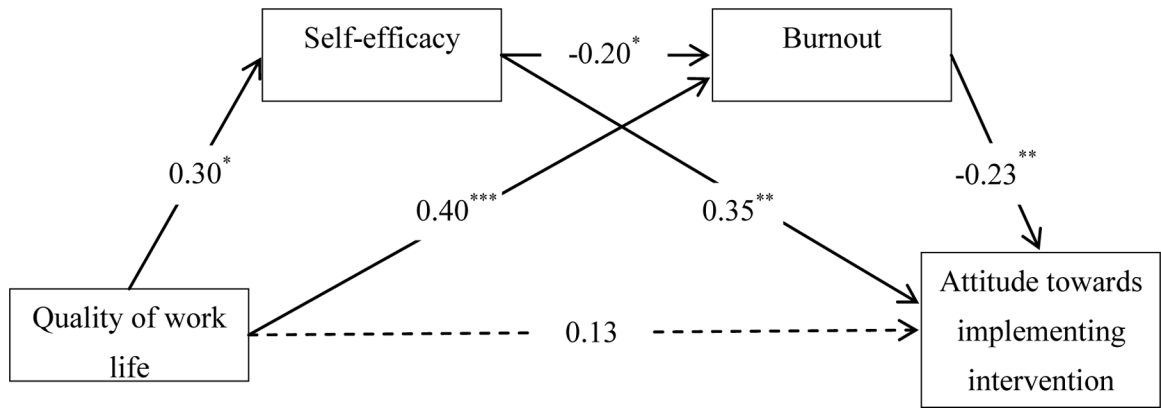 Self-efficacy
-0.20*
Burnout
0.30*
0.40***
0.35**
-0.23**
Quality of work
life
0.13
Attitude towards
implementing
intervention